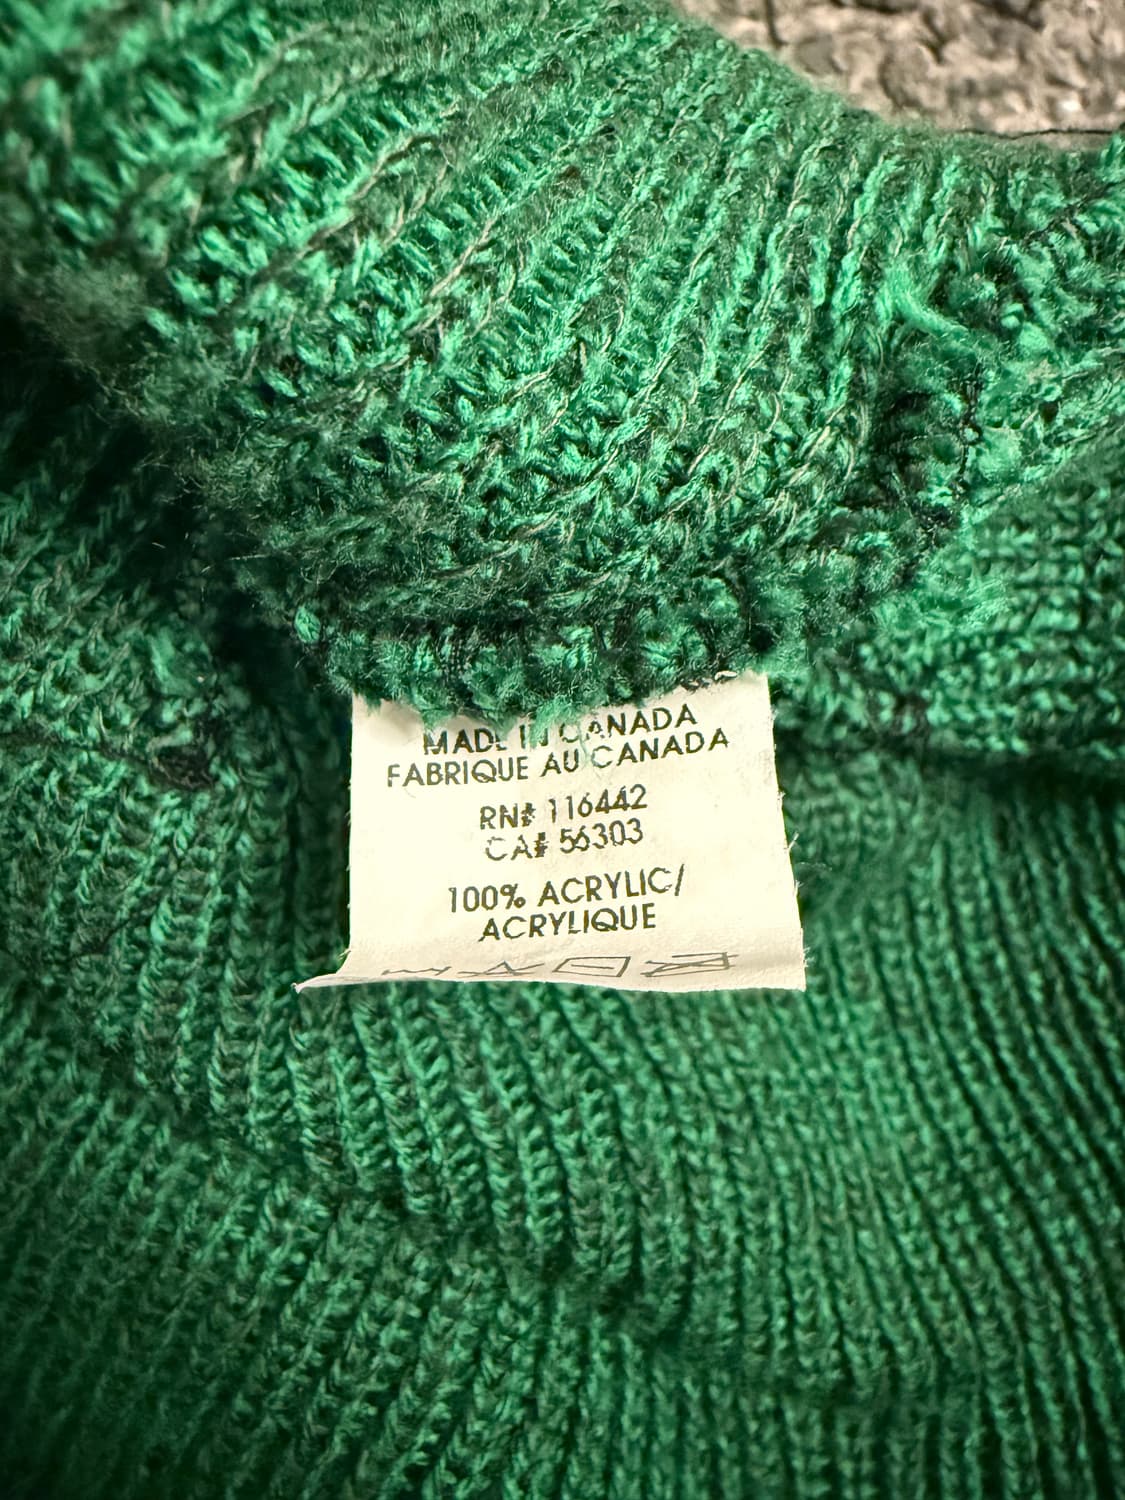 MADE IN CANADA
FABRIQUE AU CANADA
RN# 116442
CA# 56303
100% ACRYLIC/
ACRYLIQUE